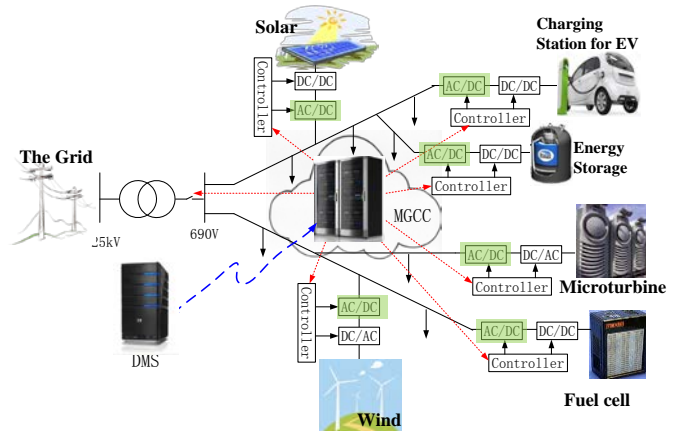 Solar
Controller
DC/DC
AC/DC
Charging
Station for EV
AC/DC
DC/DC
Controller
AC/DC
DC/DC
Controller
Energy
Storage
The Grid
25kV
690V
MGCC
AC/DC
DC/AC
Controller
Microturbine
DMS
Controller
AC/DC
DC/AC
Wind
AC/DC
DC/DC
Controller
Fuel cell